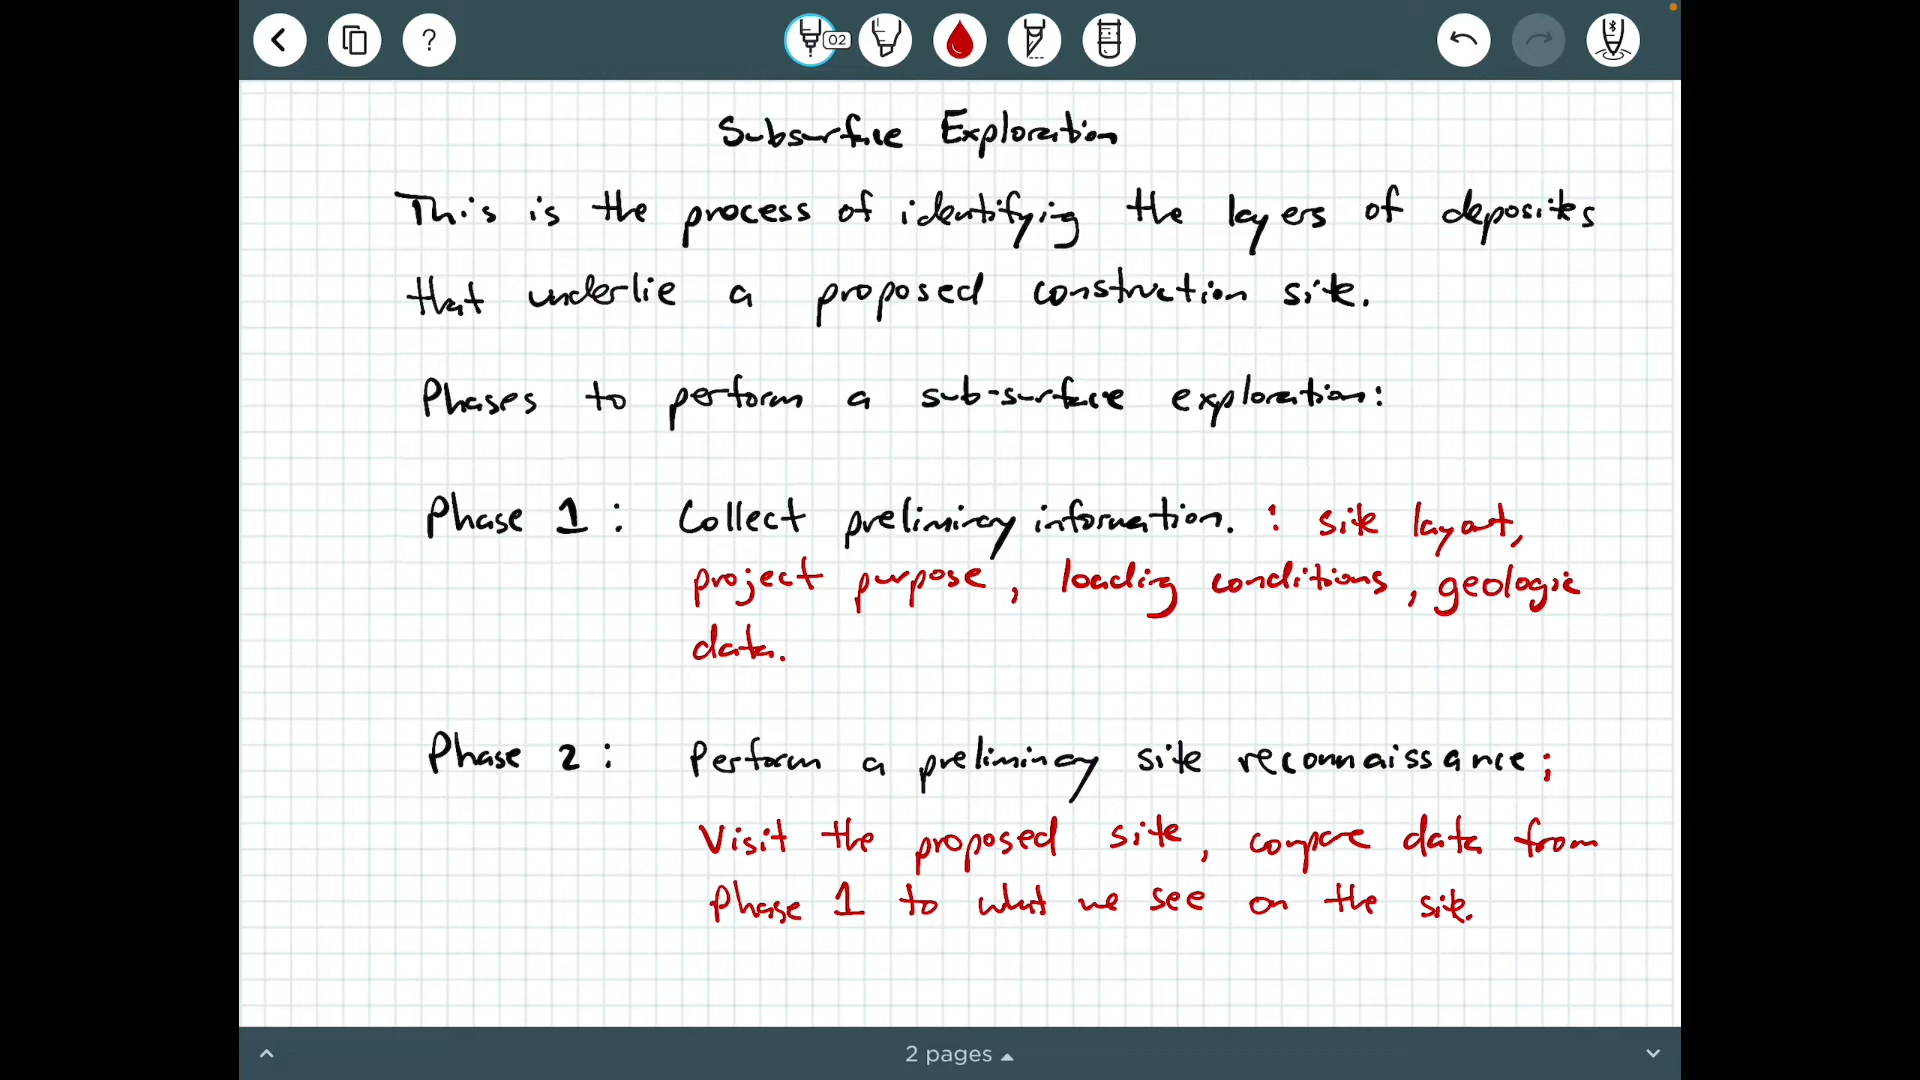 ?
02
Subsurface Exploration
This is the process of identifying the layers of deposites
that underlie a proposed construction site.
Phases to perform a sub-surface exploration:
Phase 1 : Collect preliminary information. : site layout,
project purpose, loading conditions, geologic
data.
Phase 2 : Perform a preliminary site reconnaissance ;
Visit the proposed site, compare data from
Phase 1 to what we see on the site.
2 pages